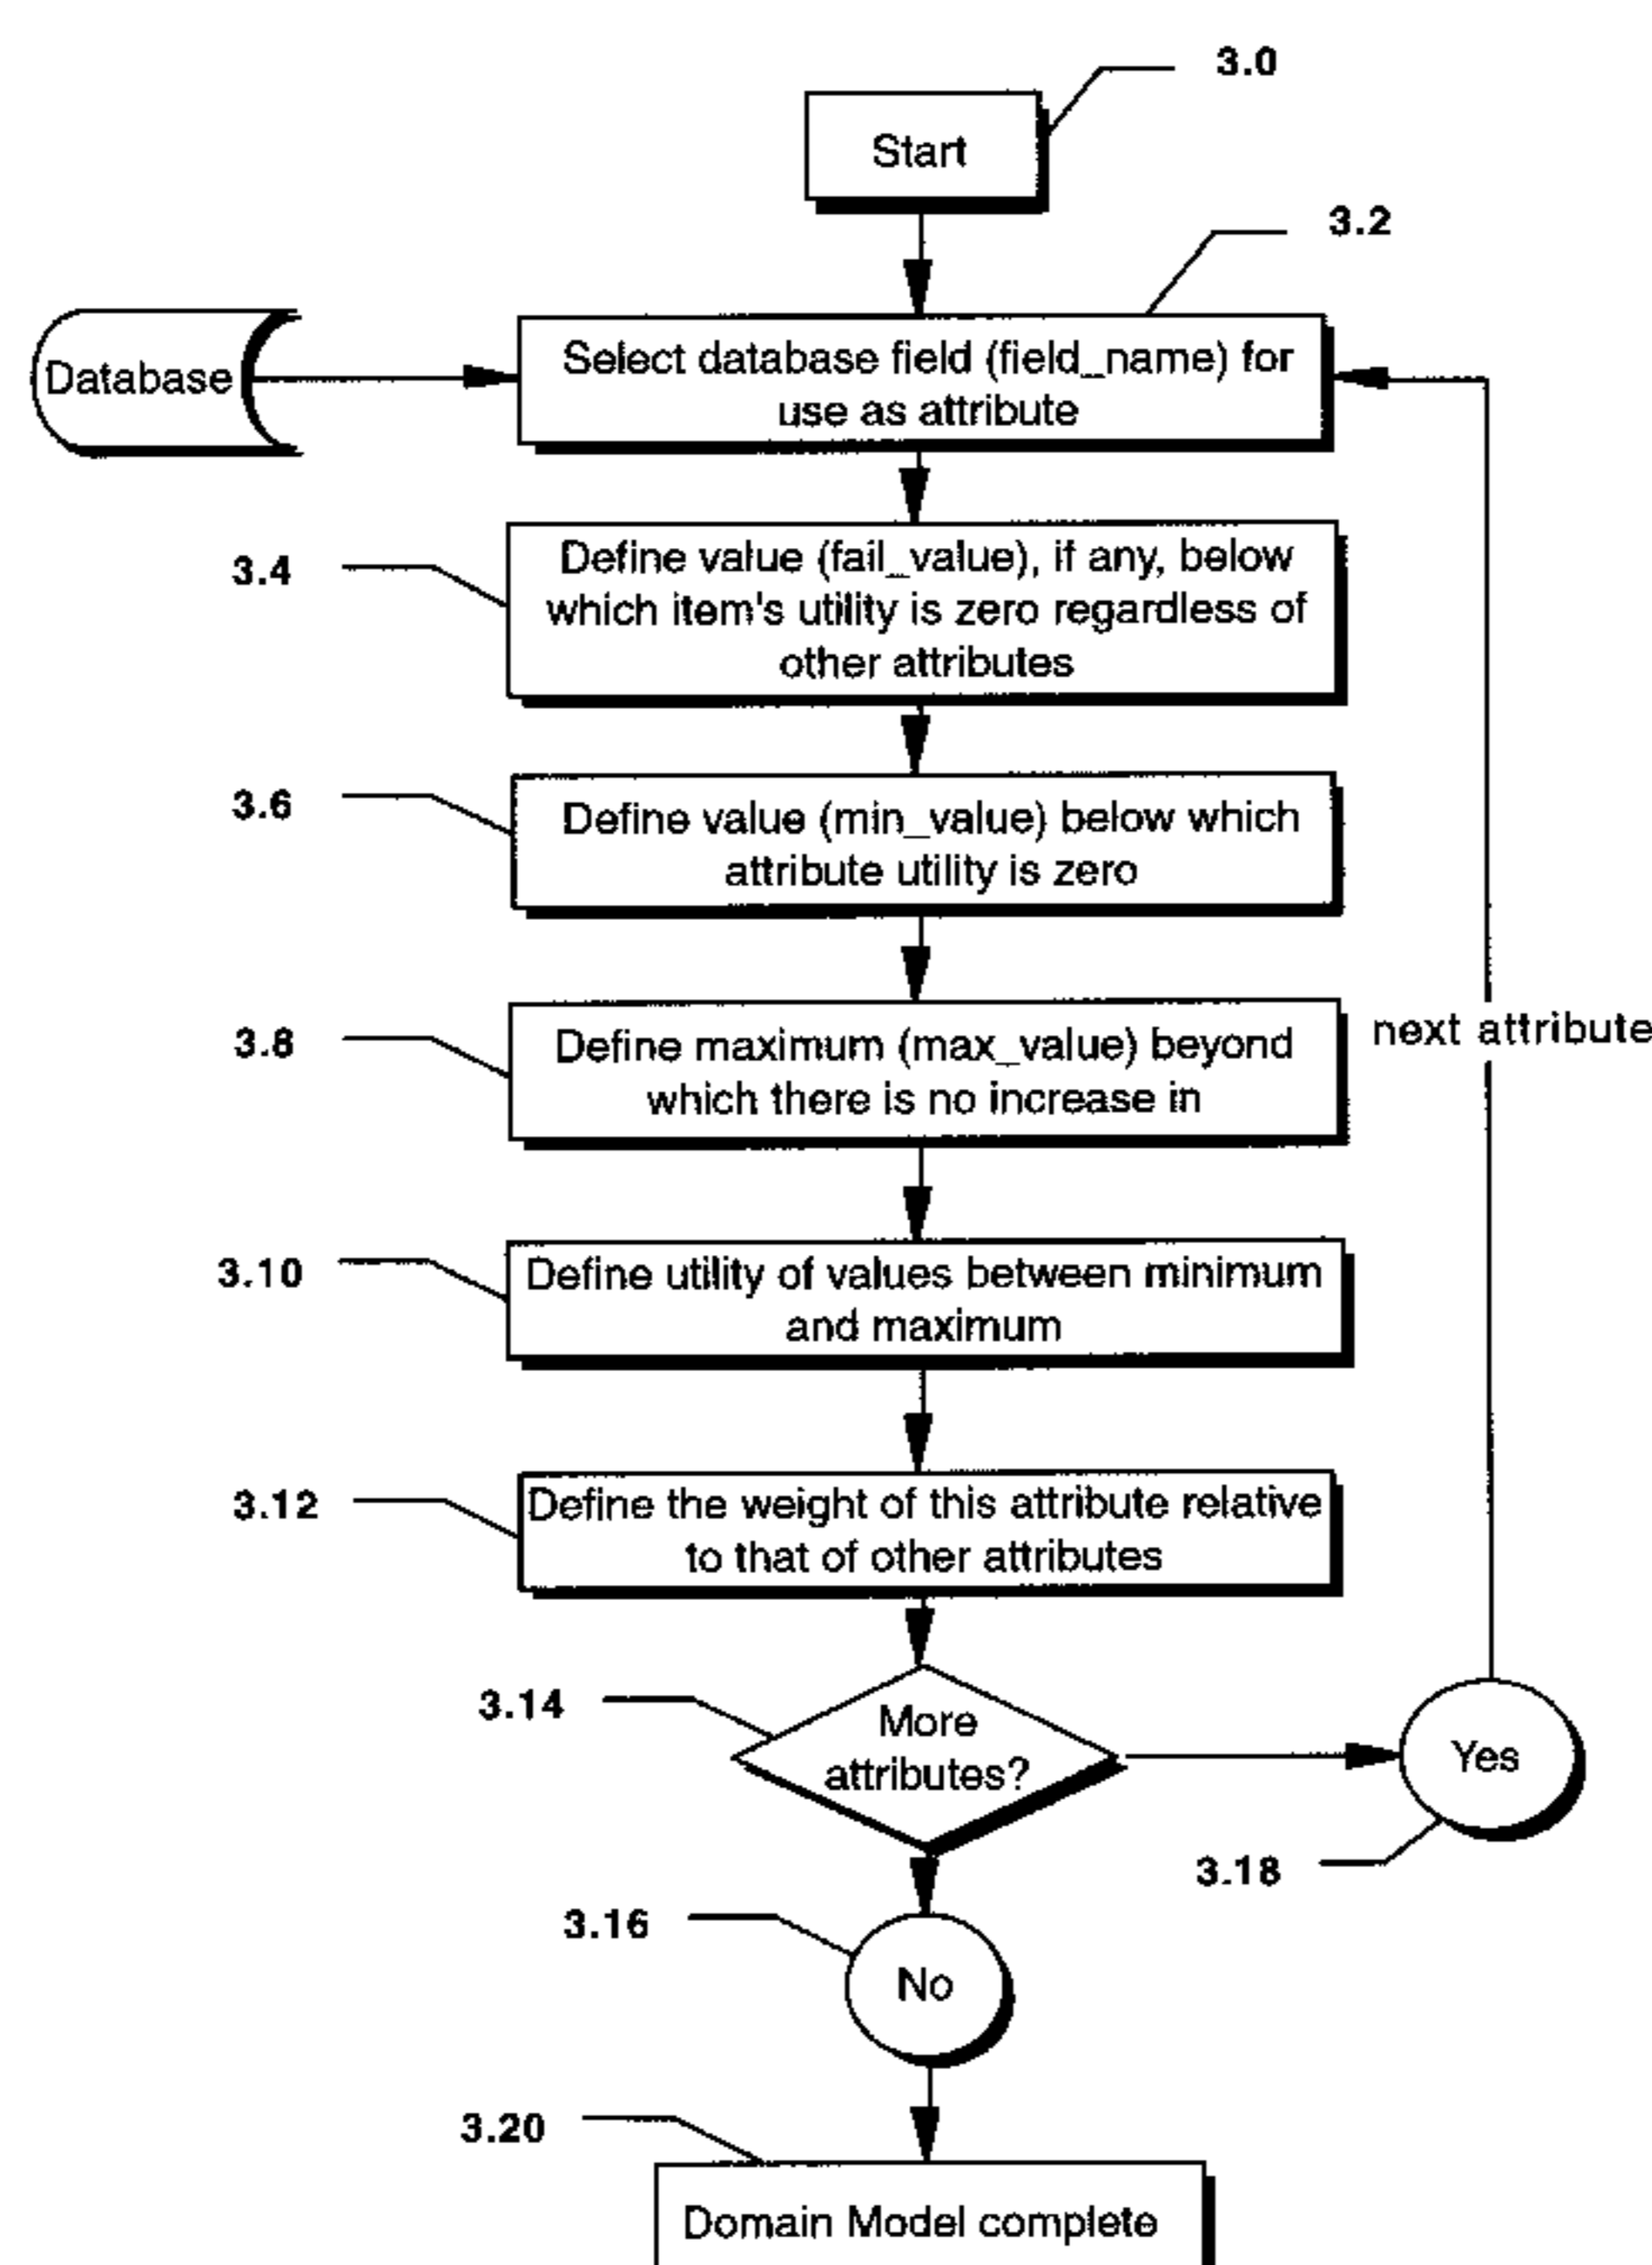 3.0
Start
3.2
Database
Select database field (field_name) for
use as attribute
3.4
Define value (fail_value), if any, below
which item's utility is zero regardless of
other attributes
3.6
Define value (min_value) below which
attribute utility is zero
3.8
Define maximum (max_value) beyond
which there is no increase in
next attribute
3.10
Define utility of values between minimum
and maximum
3.12
Define the weight of this attribute relative
to that of other attributes
3.14
More
attributes?
Yes
3.18
3.16
No
3.20
Domain Model complete